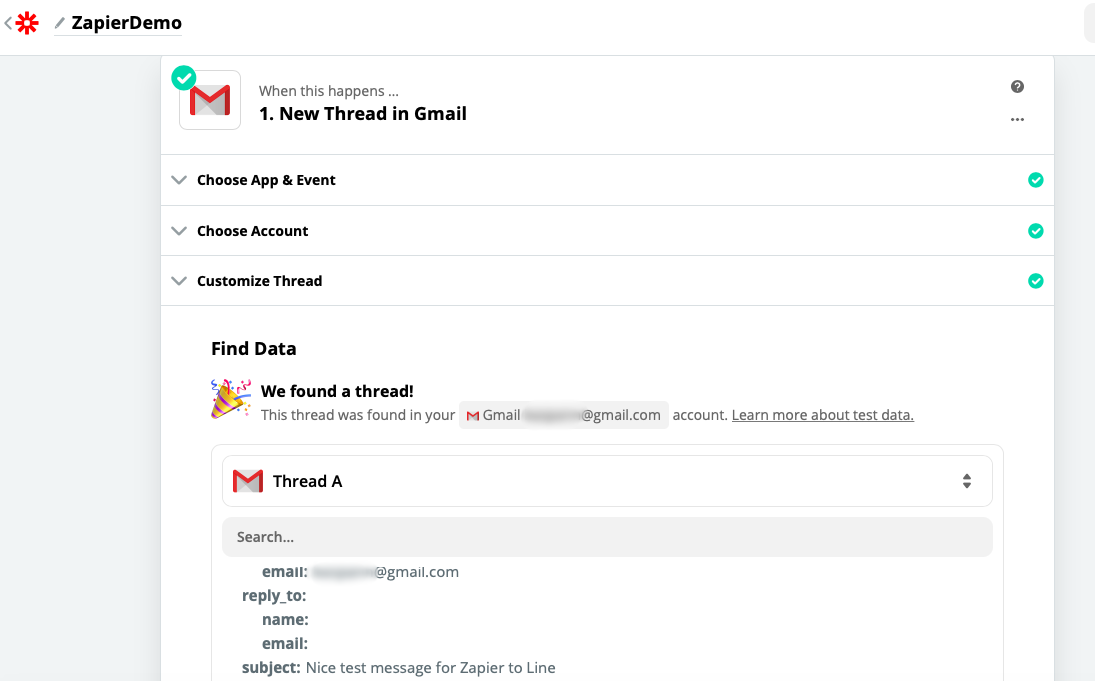 ZapierDemo
When this happens ...
1. New Thread in Gmail
Choose App & Event
Choose Account
Customize Thread
Find Data
We found a thread!
This thread was found in your Gmail @gmail.com account. Learn more about test data.
Thread A
Search...
email: @gmail.com
reply_to:
name:
email:
subject: Nice test message for Zapier to Line